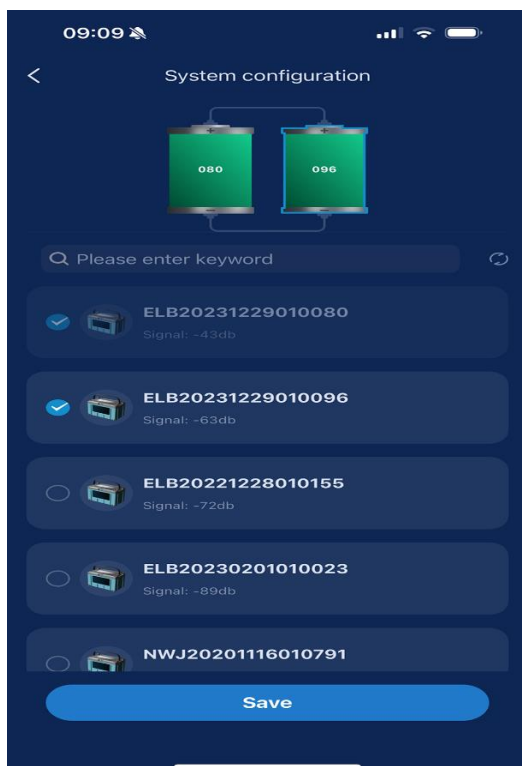 09:09
System configuration
+ +
080 096
− −
Please enter keyword
ELB20231229010080
Signal: -43db
ELB20231229010096
Signal: -63db
ELB20221228010155
Signal: -72db
ELB20230201010023
Signal: -89db
NWJ20201116010791
Save